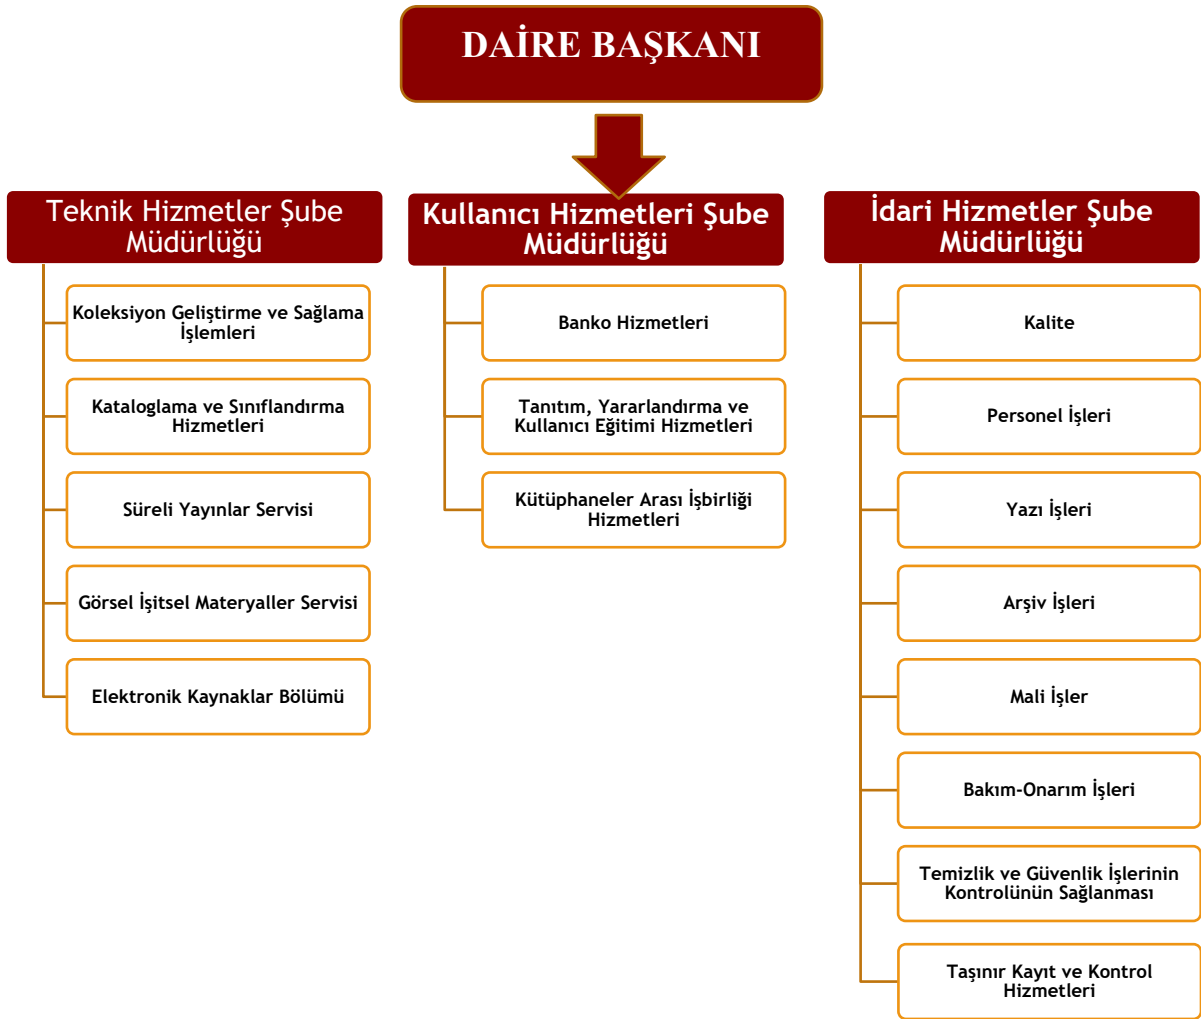 DAİRE BAŞKANI
Teknik Hizmetler Şube
Müdürlüğü
Koleksiyon Geliştirme ve Sağlama
İşlemleri
Kataloglama ve Sınıflandırma
Hizmetleri
Süreli Yayınlar Servisi
Görsel İşitsel Materyaller Servisi
Elektronik Kaynaklar Bölümü
Kullanıcı Hizmetleri Şube
Müdürlüğü
Banko Hizmetleri
Tanıtım, Yararlandırma ve
Kullanıcı Eğitimi Hizmetleri
Kütüphaneler Arası İşbirliği
Hizmetleri
İdari Hizmetler Şube
Müdürlüğü
Kalite
Personel İşleri
Yazı İşleri
Arşiv İşleri
Mali İşler
Bakım-Onarım İşleri
Temizlik ve Güvenlik İşlerinin
Kontrolünün Sağlanması
Taşınır Kayıt ve Kontrol
Hizmetleri